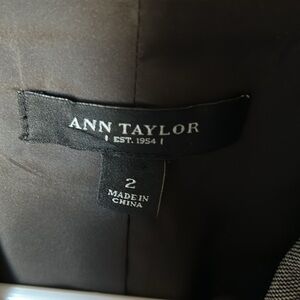 ANN TAYLOR
EST. 1954
2
MADE IN
CHINA